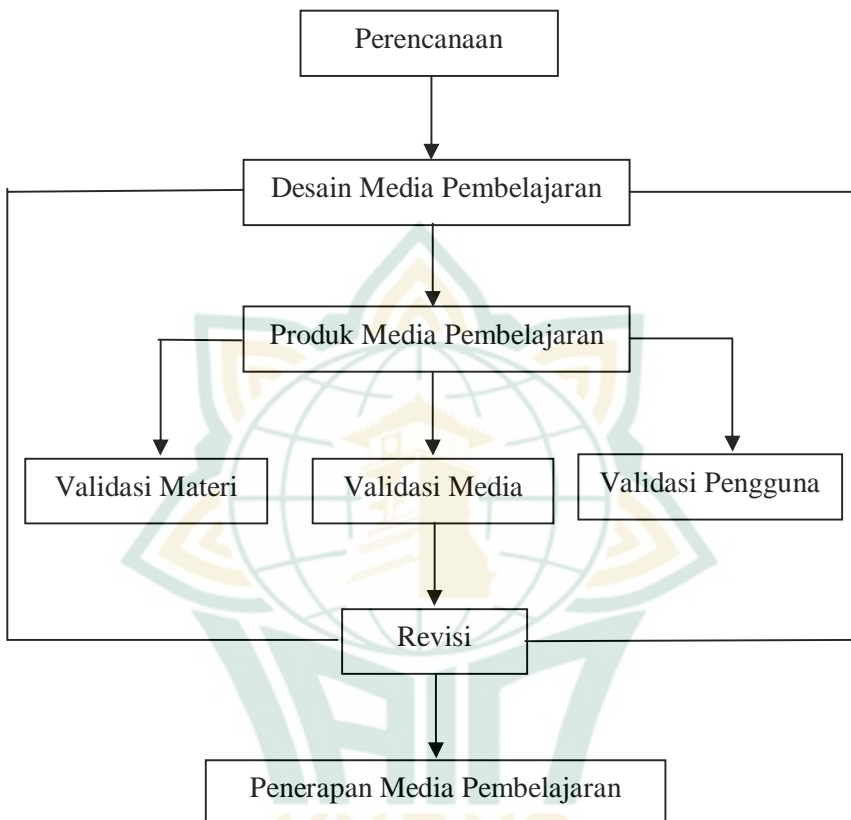 Perencanaan
Desain Media Pembelajaran
Produk Media Pembelajaran
Validasi Materi
Validasi Media
Validasi Pengguna
Revisi
Penerapan Media Pembelajaran